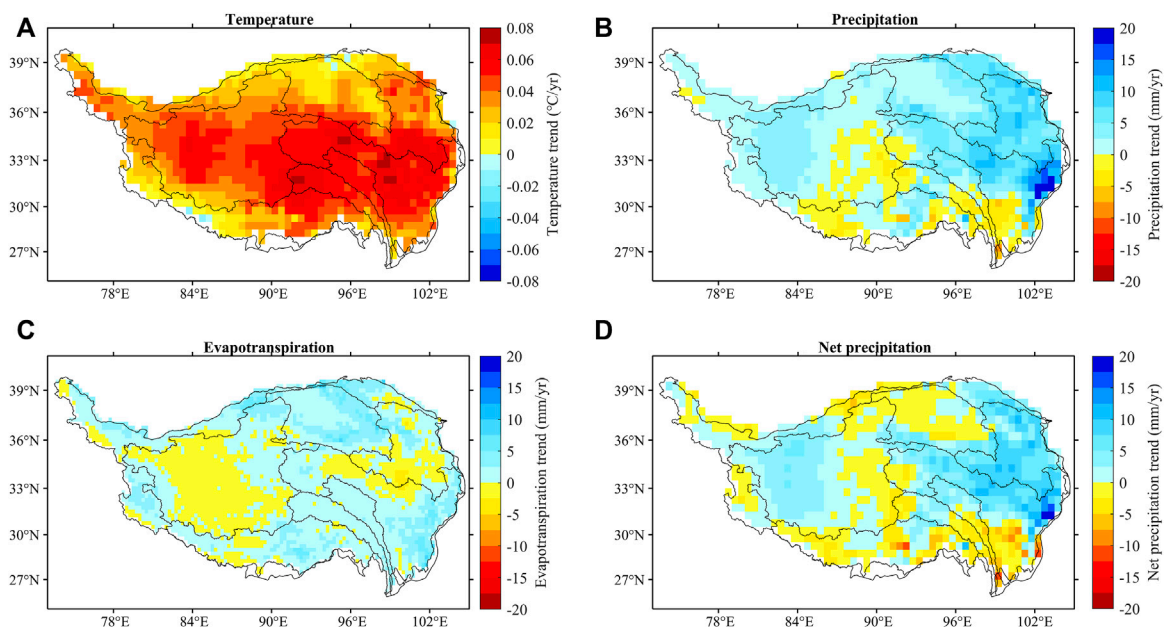 A
Temperature
39°N
36°N
33°N
30°N
27°N
78°E
84°E
90°E
96°E
102°E
0.08
0.06
0.04
0.02
0
-0.02
-0.04
-0.06
-0.08
Temperature trend (°C/yr)
B
Precipitation
39°N
36°N
33°N
30°N
27°N
78°E
84°E
90°E
96°E
102°E
20
15
10
5
0
-5
-10
-15
-20
Precipitation trend (mm/yr)
C
Evapotranspiration
39°N
36°N
33°N
30°N
27°N
78°E
84°E
90°E
96°E
102°E
20
15
10
5
0
-5
-10
-15
-20
Evapotranspiration trend (mm/yr)
D
Net precipitation
39°N
36°N
33°N
30°N
27°N
78°E
84°E
90°E
96°E
102°E
20
15
10
5
0
-5
-10
-15
-20
Net precipitation trend (mm/yr)